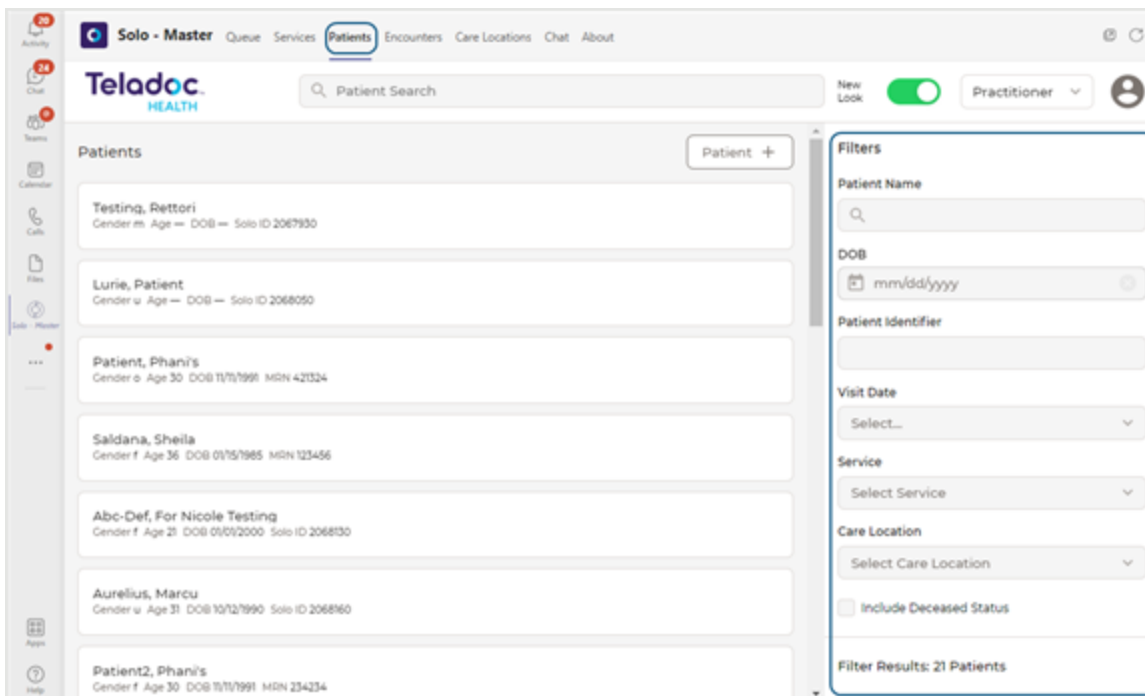 20
Activity
Solo - Master Queue Services Patients Encounters Care Locations Chat About
24
Chat
Teladoc
HEALTH
Patient Search
New
Look
Practitioner
Teams
Calendar
Calls
Files
Solo - Master
...
Apps
Help
Patients
Patient +
Testing, Rettori
Gender m Age — DOB — Solo ID 2067930
Lurie, Patient
Gender u Age — DOB — Solo ID 2068050
Patient, Phani's
Gender o Age 30 DOB 11/11/1991 MRN 421324
Saldana, Sheila
Gender f Age 36 DOB 01/15/1985 MRN 123456
Abc-Def, For Nicole Testing
Gender f Age 21 DOB 01/01/2000 Solo ID 2068130
Aurelius, Marcu
Gender u Age 31 DOB 10/12/1990 Solo ID 2068160
Patient2, Phani's
Gender f Age 30 DOB 11/11/1991 MRN 234234
Filters
Patient Name
DOB
mm/dd/yyyy
Patient Identifier
Visit Date
Select...
Service
Select Service
Care Location
Select Care Location
Include Deceased Status
Filter Results: 21 Patients